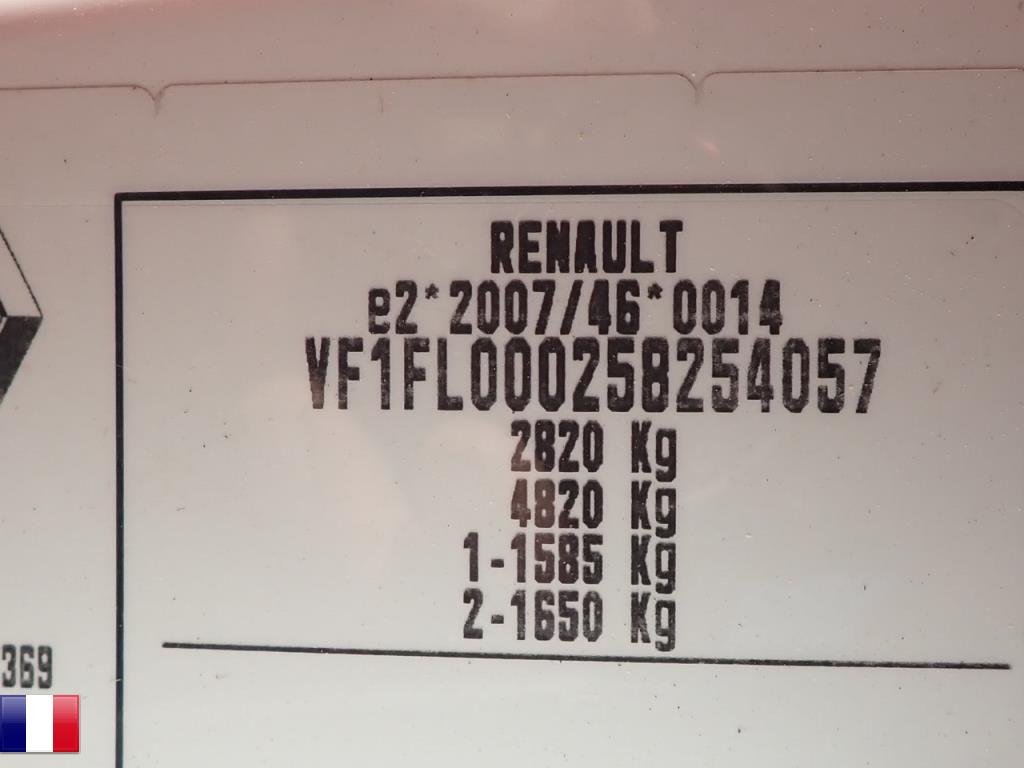 RENAULT
e2*2007/46*0014
VF1FL000258254057
2820 Kg
4820 Kg
1-1585 Kg
2-1650 Kg
369